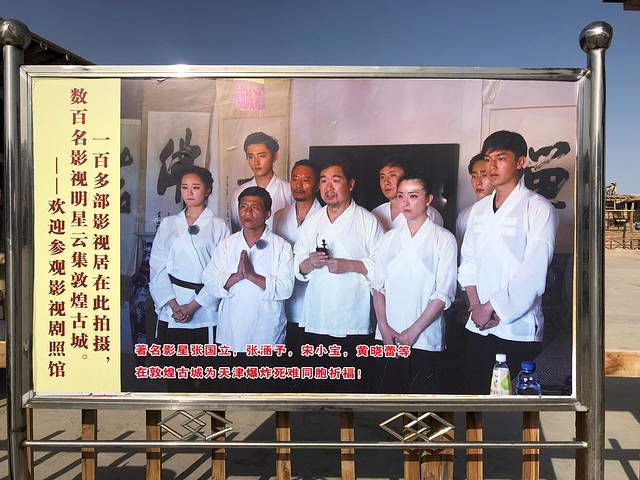 一百多部影视居在此拍摄，
数百名影视明星云集敦煌古城。
——欢迎参观影视剧照馆
著名影星张国立，张涵子，宋小宝，黄晓蕾等
在敦煌古城为天津爆炸死难同胞祈福！